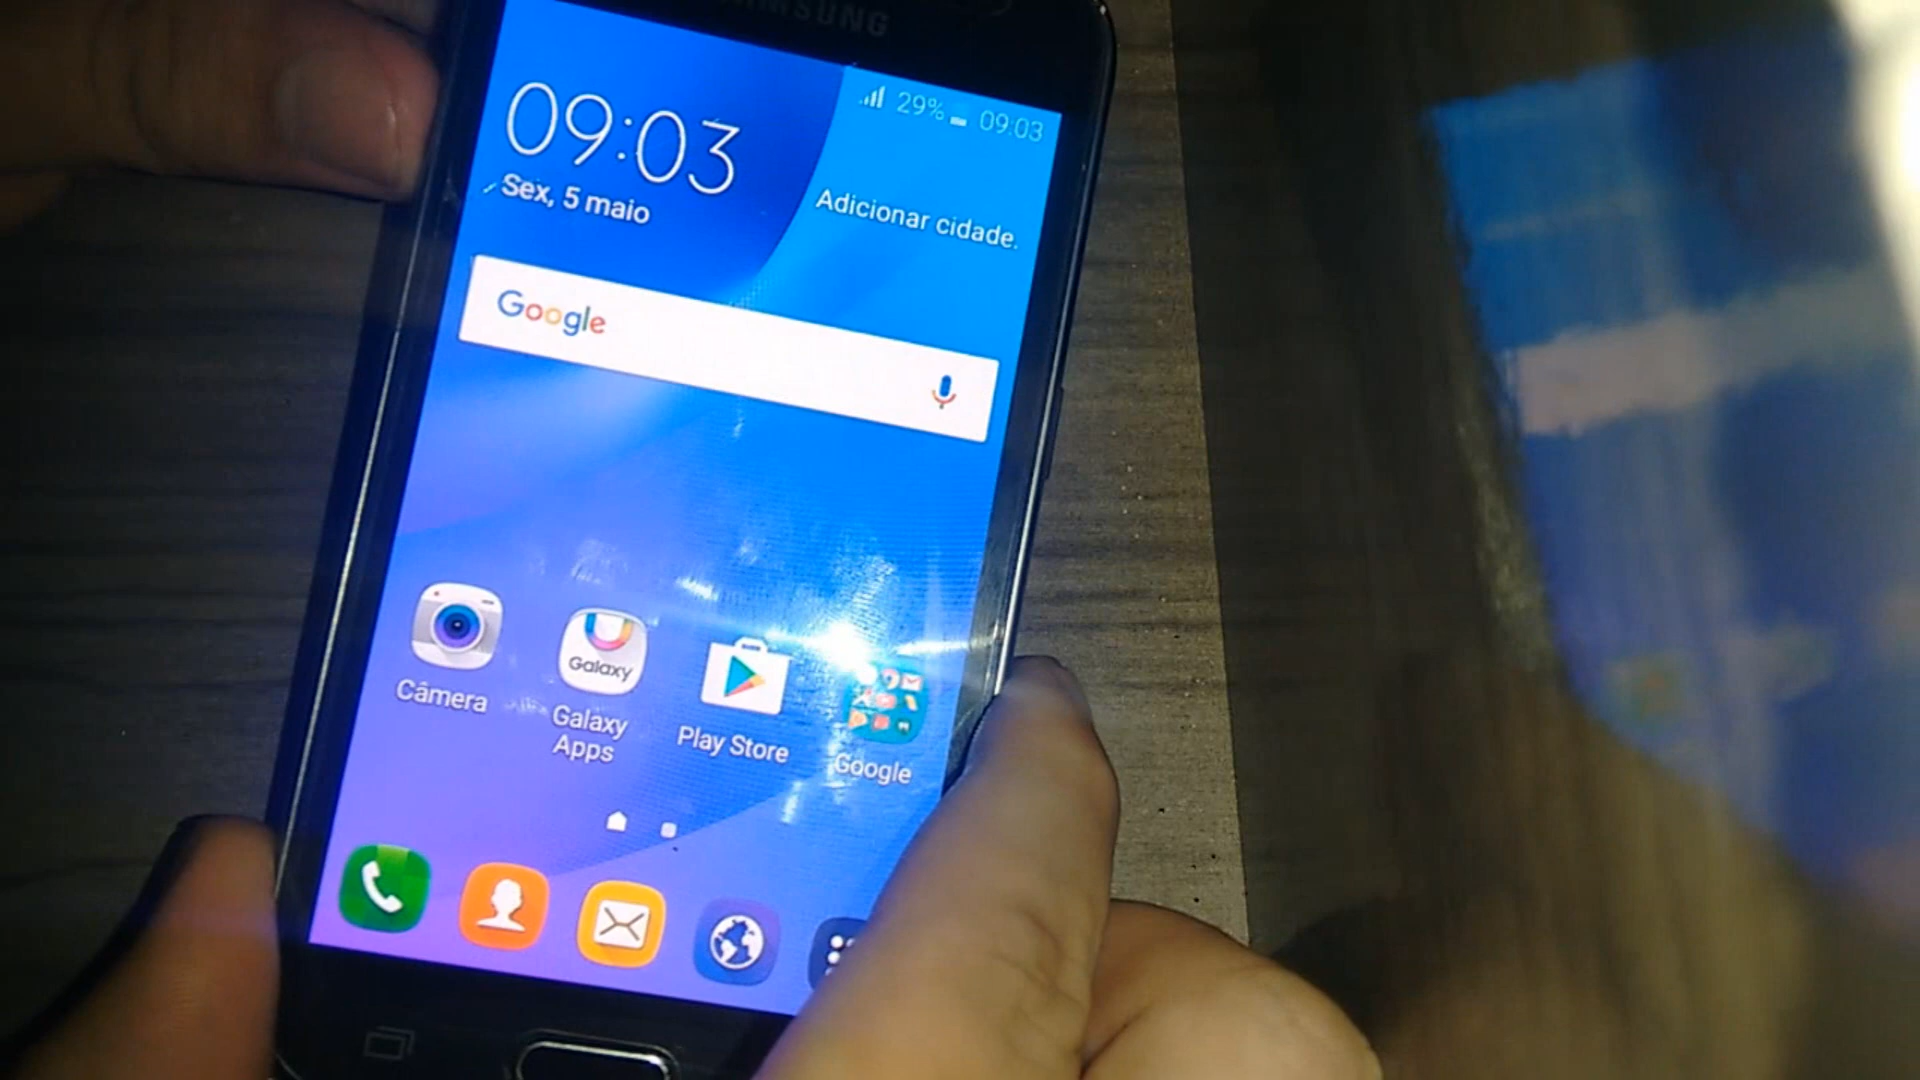 SAMSUNG
29% 09:03
09:03
Sex, 5 maio
Adicionar cidade.
Google
Galaxy
Câmera
Galaxy
Apps
Play Store
Google